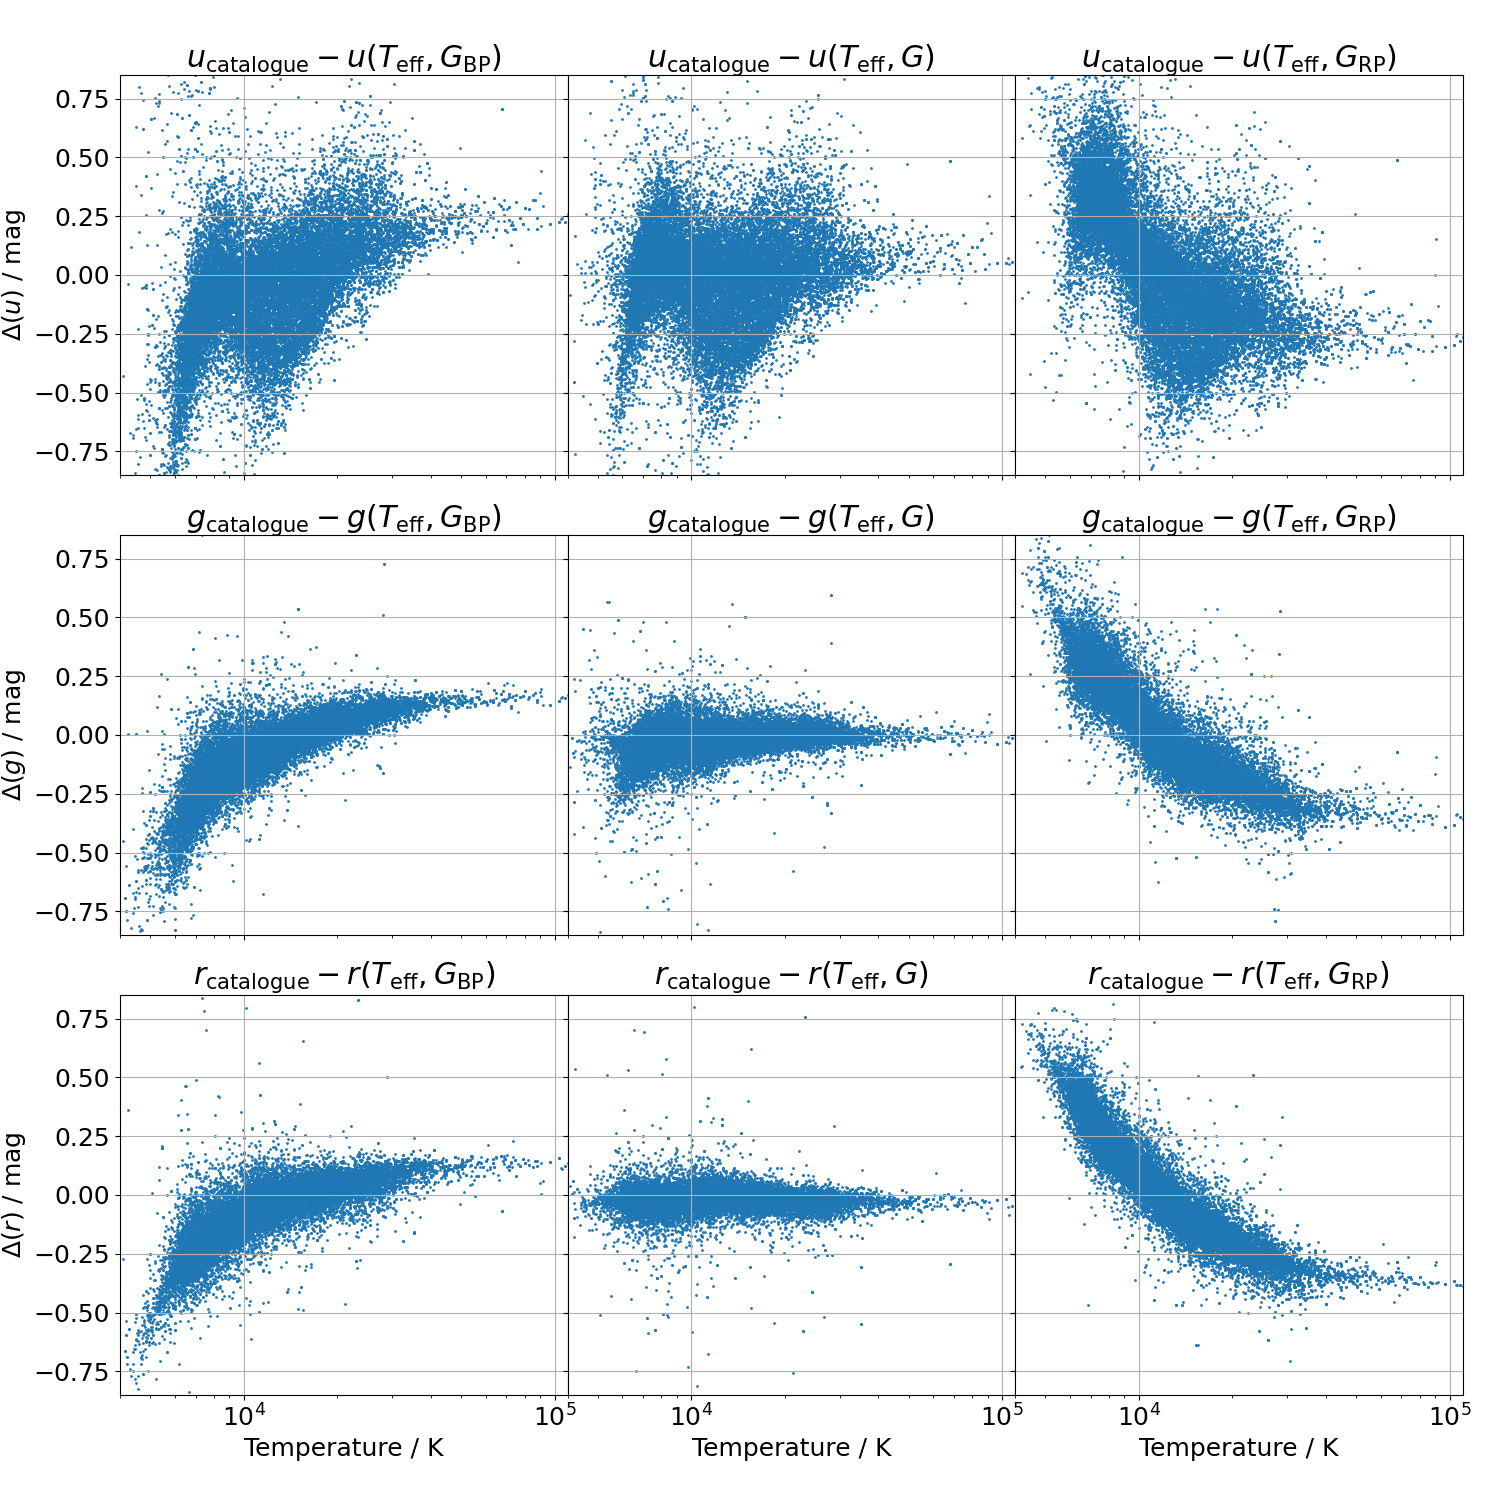 u_catalogue − u(T_eff, G_BP) u_catalogue − u(T_eff, G) u_catalogue − u(T_eff, G_RP)
0.75
0.50
0.25
0.00
−0.25
−0.50
−0.75
Δ(u) / mag
g_catalogue − g(T_eff, G_BP) g_catalogue − g(T_eff, G) g_catalogue − g(T_eff, G_RP)
0.75
0.50
0.25
0.00
−0.25
−0.50
−0.75
Δ(g) / mag
r_catalogue − r(T_eff, G_BP) r_catalogue − r(T_eff, G) r_catalogue − r(T_eff, G_RP)
0.75
0.50
0.25
0.00
−0.25
−0.50
−0.75
Δ(r) / mag
10^4 10^5 10^4 10^5 10^4 10^5
Temperature / K Temperature / K Temperature / K